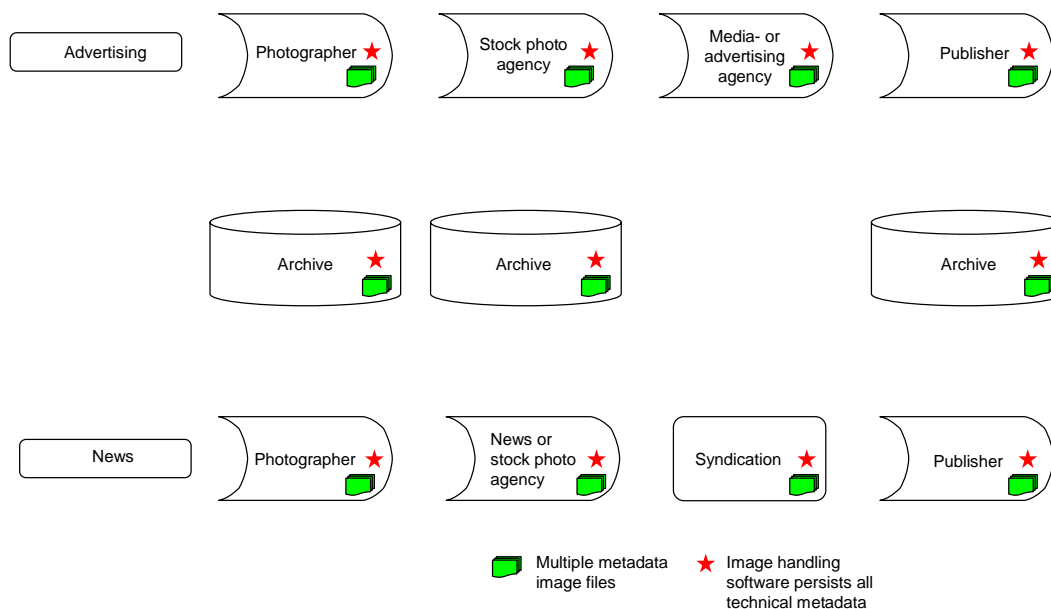 Advertising
Photographer
Stock photo
agency
Media- or
advertising
agency
Publisher
Archive
Archive
Archive
News
Photographer
News or
stock photo
agency
Syndication
Publisher
Multiple metadata
image files
Image handling
software persists all
technical metadata